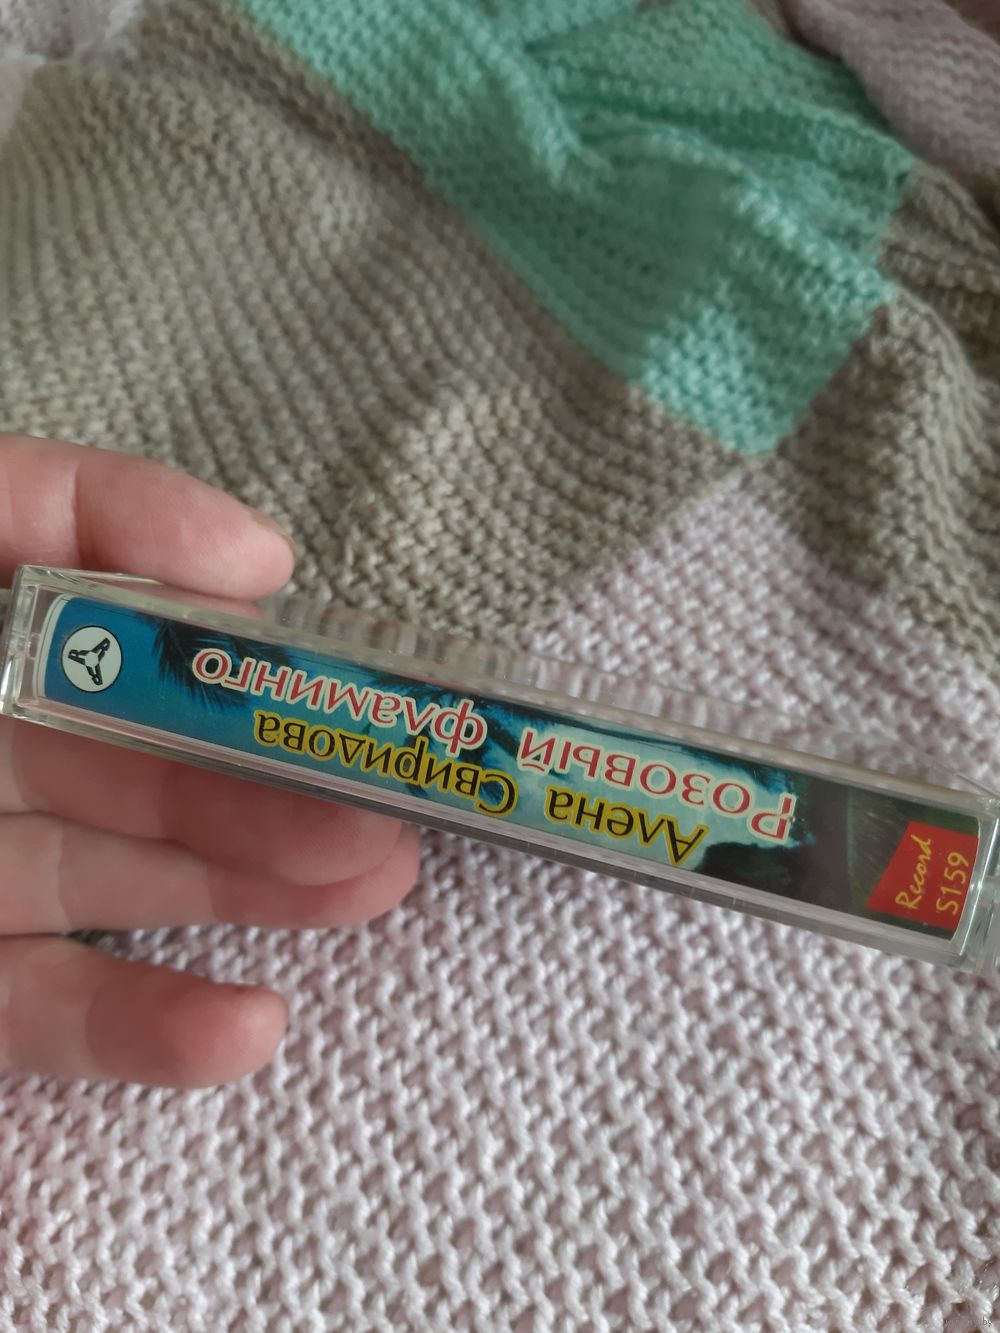 Алена Свиридова
Розовый фламинго
Record
S159